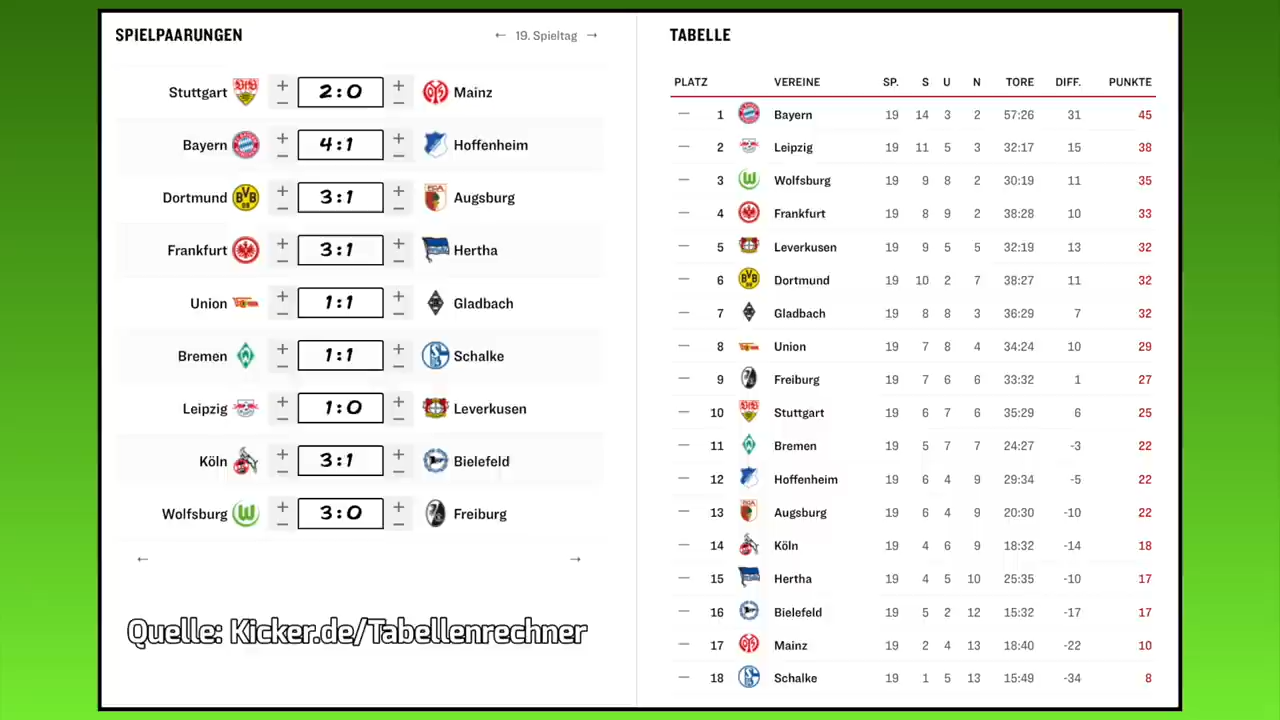 SPIELPAARUNGEN
← 19. Spieltag →
Stuttgart + − 2:0 + − Mainz
Bayern + − 4:1 + − Hoffenheim
Dortmund + − 3:1 + − Augsburg
Frankfurt + − 3:1 + − Hertha
Union + − 1:1 + − Gladbach
Bremen + − 1:1 + − Schalke
Leipzig + − 1:0 + − Leverkusen
Köln + − 3:1 + − Bielefeld
Wolfsburg + − 3:0 + − Freiburg
← →
Quelle: Kicker.de/Tabellenrechner
TABELLE
PLATZ VEREINE SP. S U N TORE DIFF. PUNKTE
— 1 Bayern 19 14 3 2 57:26 31 45
— 2 Leipzig 19 11 5 3 32:17 15 38
— 3 Wolfsburg 19 9 8 2 30:19 11 35
— 4 Frankfurt 19 8 9 2 38:28 10 33
— 5 Leverkusen 19 9 5 5 32:19 13 32
— 6 Dortmund 19 10 2 7 38:27 11 32
— 7 Gladbach 19 8 8 3 36:29 7 32
— 8 Union 19 7 8 4 34:24 10 29
— 9 Freiburg 19 7 6 6 33:32 1 27
— 10 Stuttgart 19 6 7 6 35:29 6 25
— 11 Bremen 19 5 7 7 24:27 -3 22
— 12 Hoffenheim 19 6 4 9 29:34 -5 22
— 13 Augsburg 19 6 4 9 20:30 -10 22
— 14 Köln 19 4 6 9 18:32 -14 18
— 15 Hertha 19 4 5 10 25:35 -10 17
— 16 Bielefeld 19 5 2 12 15:32 -17 17
— 17 Mainz 19 2 4 13 18:40 -22 10
— 18 Schalke 19 1 5 13 15:49 -34 8